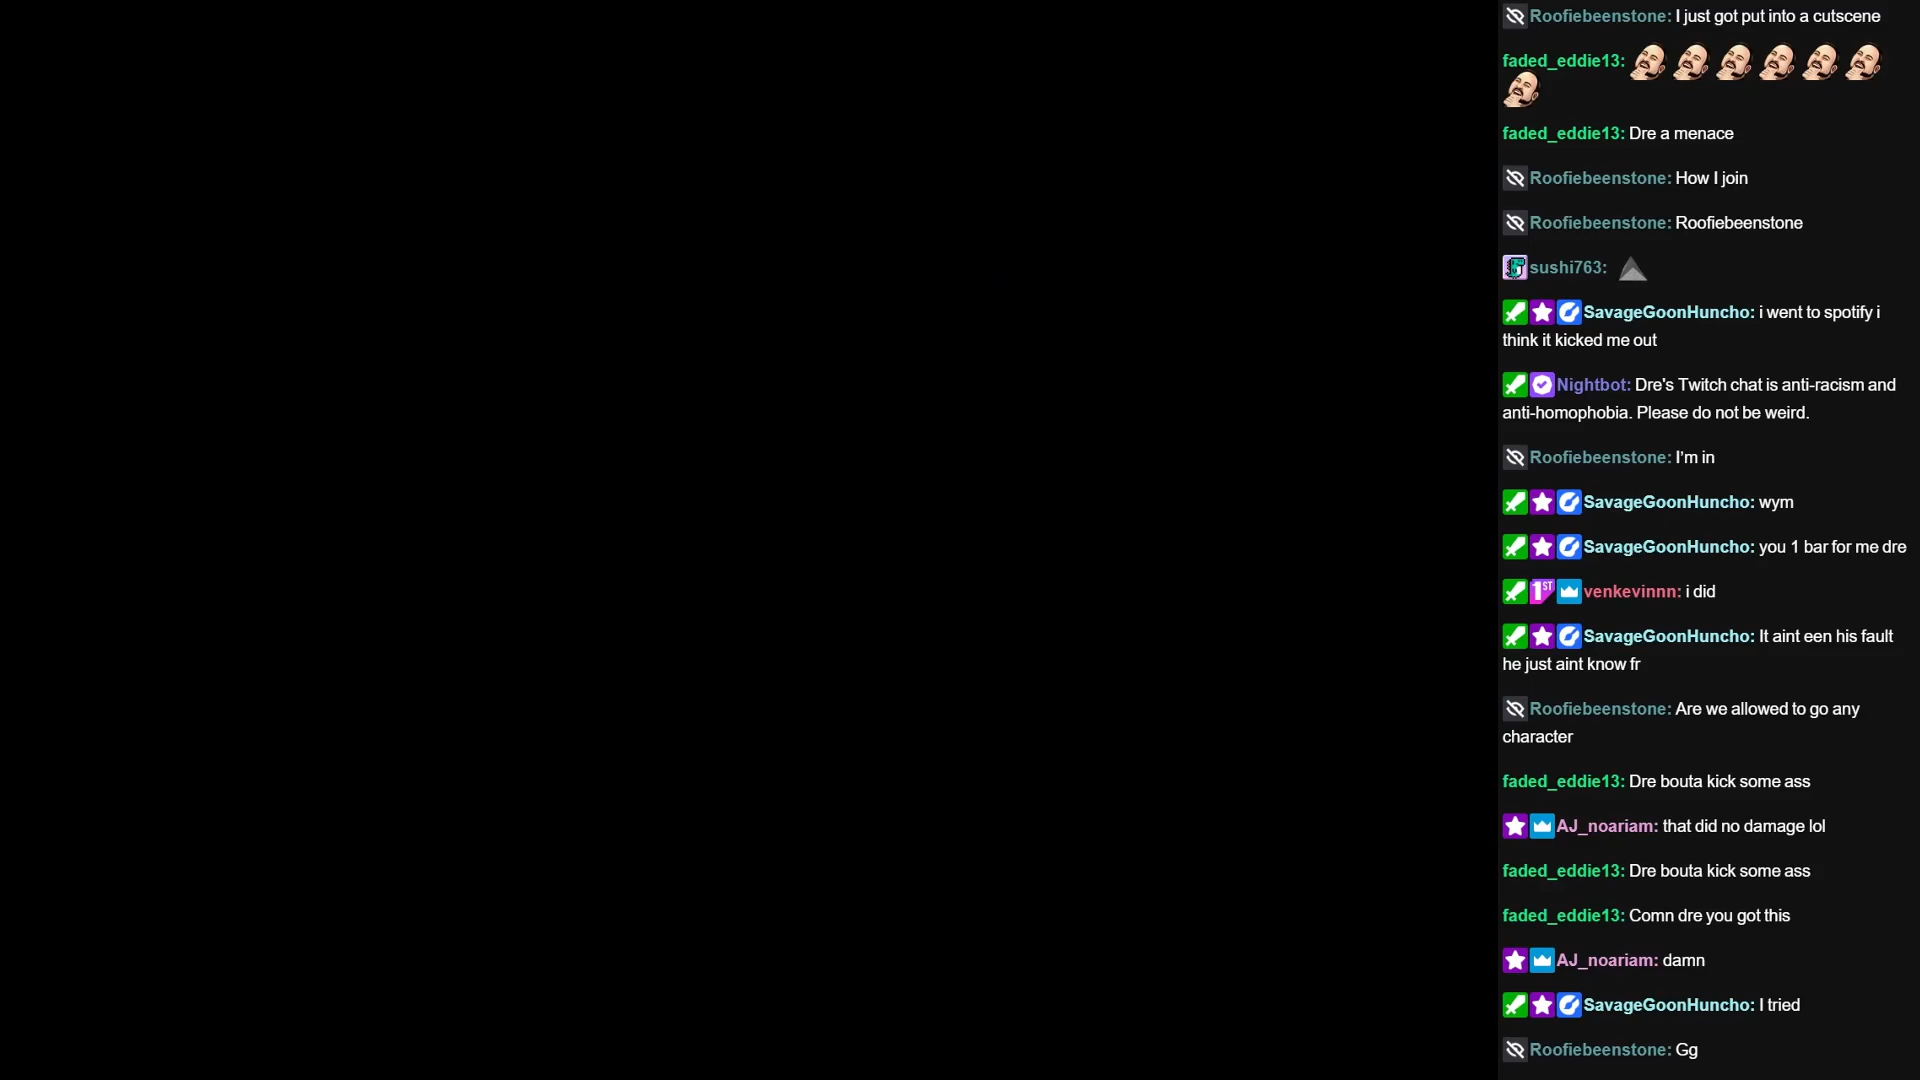 Roofiebeenstone: I just got put into a cutscene
faded_eddie13:
faded_eddie13: Dre a menace
Roofiebeenstone: How I join
Roofiebeenstone: Roofiebeenstone
sushi763:
SavageGoonHuncho: i went to spotify i
think it kicked me out
Nightbot: Dre's Twitch chat is anti-racism and
anti-homophobia. Please do not be weird.
Roofiebeenstone: I'm in
SavageGoonHuncho: wym
SavageGoonHuncho: you 1 bar for me dre
1ST venkevinnn: i did
SavageGoonHuncho: It aint een his fault
he just aint know fr
Roofiebeenstone: Are we allowed to go any
character
faded_eddie13: Dre bouta kick some ass
AJ_noariam: that did no damage lol
faded_eddie13: Dre bouta kick some ass
faded_eddie13: Comn dre you got this
AJ_noariam: damn
SavageGoonHuncho: I tried
Roofiebeenstone: Gg